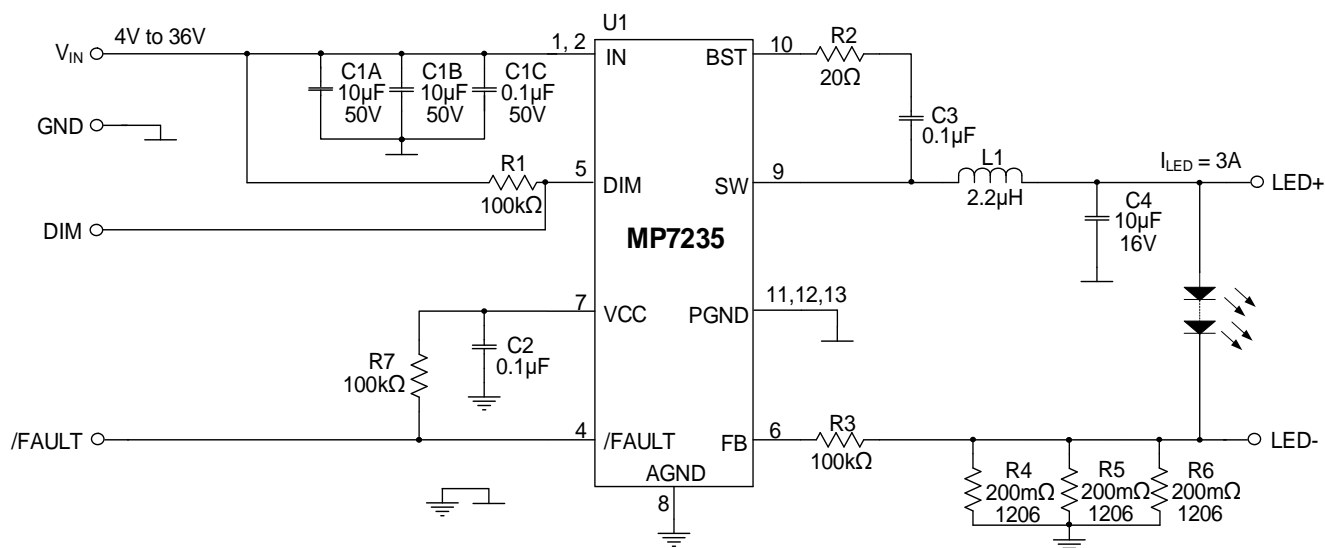 U1
4V to 36V
VIN
1, 2
IN
BST
10
R2
20Ω
C1A
10µF
50V
C1B
10µF
50V
C1C
0.1µF
50V
C3
0.1µF
GND
R1
100kΩ
5
DIM
SW
9
L1
2.2µH
ILED = 3A
LED+
DIM
MP7235
C4
10µF
16V
7
VCC
PGND
11,12,13
R7
100kΩ
C2
0.1µF
/FAULT
4
/FAULT
FB
6
R3
100kΩ
LED-
AGND
8
R4
200mΩ
1206
R5
200mΩ
1206
R6
200mΩ
1206